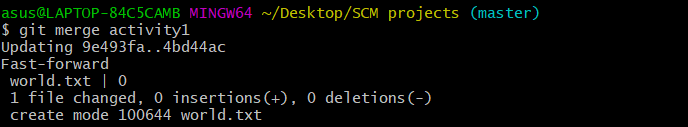 asus@LAPTOP-84C5CAMB MINGW64 ~/Desktop/SCM projects (master)
$ git merge activity1
Updating 9e493fa..4bd44ac
Fast-forward
 world.txt | 0
 1 file changed, 0 insertions(+), 0 deletions(-)
 create mode 100644 world.txt